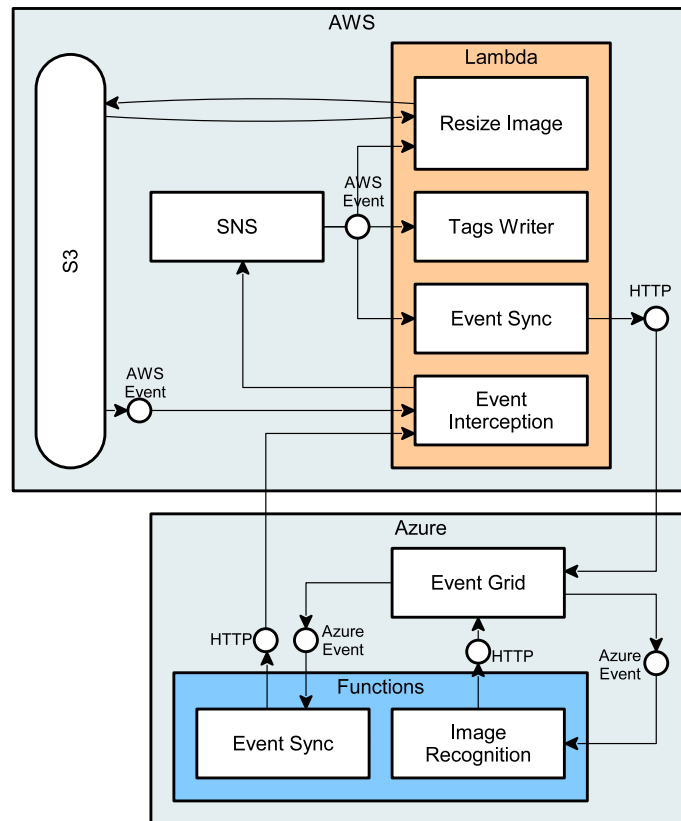 AWS
Lambda
Resize Image
S3
AWS
Event
SNS
Tags Writer
Event Sync
HTTP
AWS
Event
Event
Interception
Azure
Event Grid
HTTP
Azure
Event
HTTP
Azure
Event
Functions
Event Sync
Image
Recognition